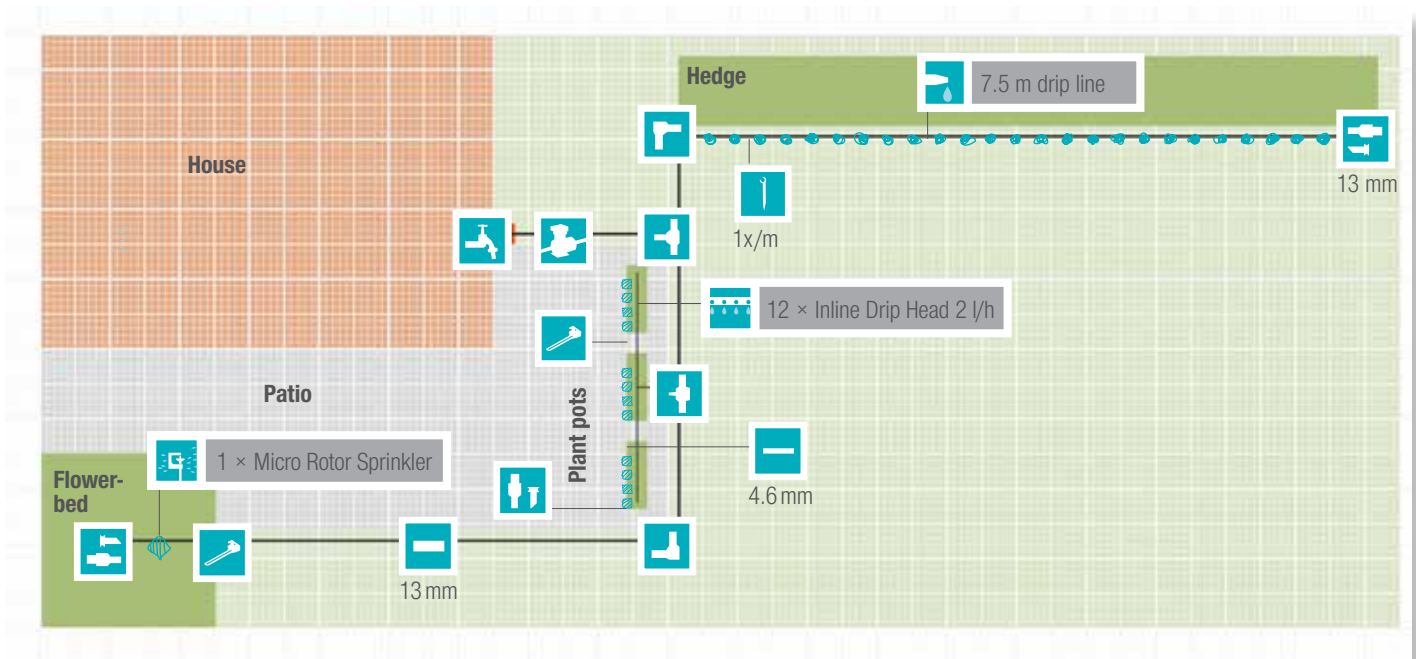 Hedge
7.5 m drip line
House
13 mm
1x/m
12 × Inline Drip Head 2 l/h
Patio
Plant pots
1 × Micro Rotor Sprinkler
Flower-
bed
4.6 mm
13 mm